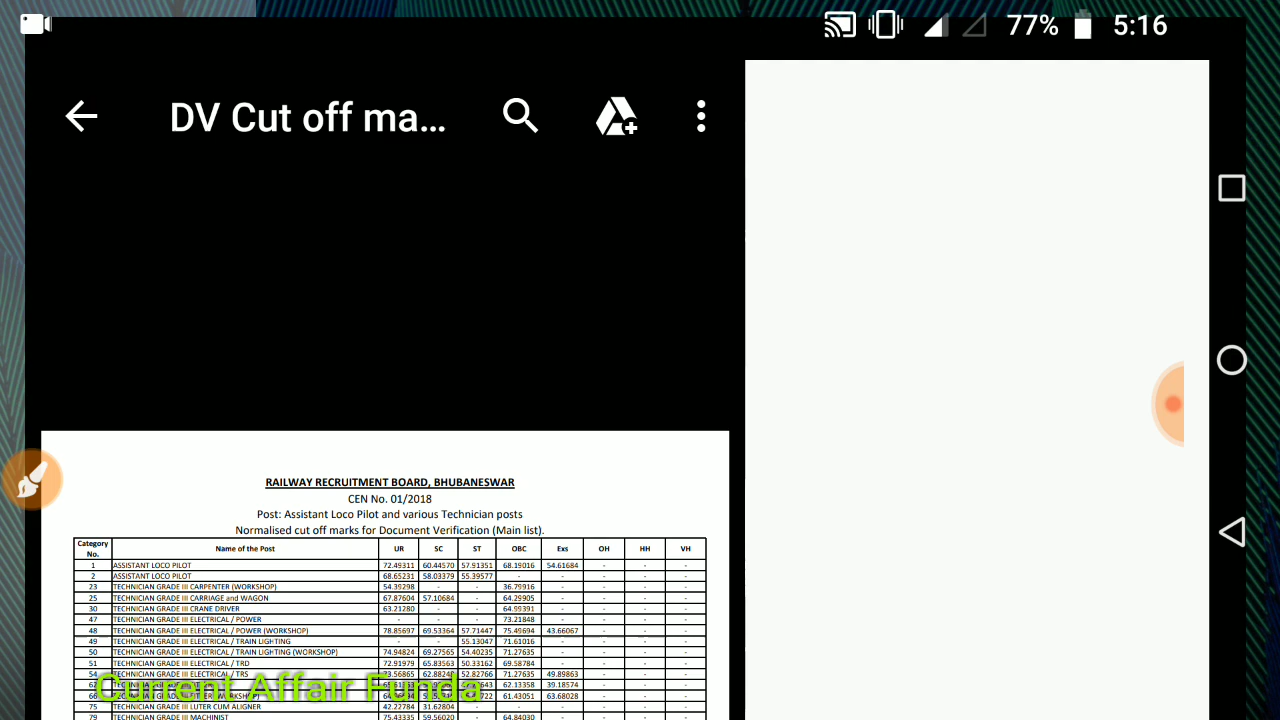 77% 5:16
DV Cut off ma...
RAILWAY RECRUITMENT BOARD, BHUBANESWAR
CEN No. 01/2018
Post: Assistant Loco Pilot and various Technician posts
Normalised cut off marks for Document Verification (Main list).
Category No. Name of the Post UR SC ST OBC Exs OH HH VH
1 ASSISTANT LOCO PILOT 72.49311 60.44570 57.91351 68.19016 54.61684 - - -
2 ASSISTANT LOCO PILOT 68.65231 58.03379 55.39577 - - - - -
23 TECHNICIAN GRADE III CARPENTER (WORKSHOP) 54.39298 - - 36.79916 - - - -
25 TECHNICIAN GRADE III CARRIAGE and WAGON 67.87604 57.10684 - 64.29905 - - - -
30 TECHNICIAN GRADE III CRANE DRIVER 63.21280 - - 64.99391 - - - -
47 TECHNICIAN GRADE III ELECTRICAL / POWER - - - 73.21848 - - - -
48 TECHNICIAN GRADE III ELECTRICAL / POWER (WORKSHOP) 78.85697 69.53364 57.71447 75.49694 43.66067 - - -
49 TECHNICIAN GRADE III ELECTRICAL / TRAIN LIGHTING - - 55.13047 71.61016 - - - -
50 TECHNICIAN GRADE III ELECTRICAL / TRAIN LIGHTING (WORKSHOP) 74.94824 69.27565 54.40235 71.27635 - - - -
51 TECHNICIAN GRADE III ELECTRICAL / TRD 72.91979 65.83563 50.33162 69.58784 - - - -
54 TECHNICIAN GRADE III ELECTRICAL / TRS 73.56865 62.88248 52.82766 71.27635 49.89863 - - -
62.13358 39.18574 - - -
66 61.43051 63.68028 - - -
75 TECHNICIAN GRADE III LUTER CUM ALIGNER 42.22784 31.62804 - - - - - -
79 TECHNICIAN GRADE III MACHINIST 75.43335 59.56020 - 64.84030 - - - -
Current Affair Funda